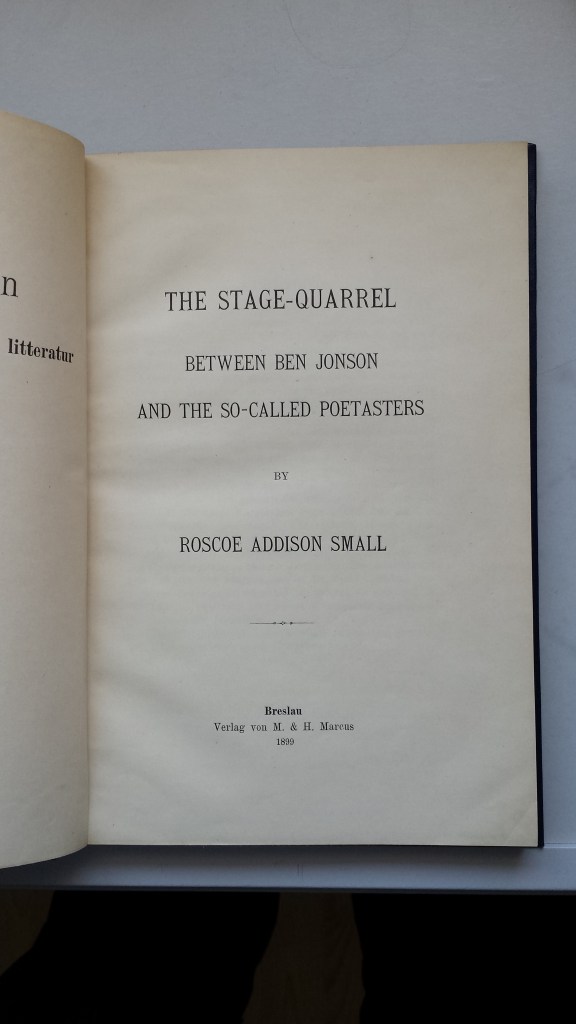 n
litteratur
THE STAGE-QUARREL
BETWEEN BEN JONSON
AND THE SO-CALLED POETASTERS
BY
ROSCOE ADDISON SMALL
Breslau
Verlag von M. & H. Marcus
1899